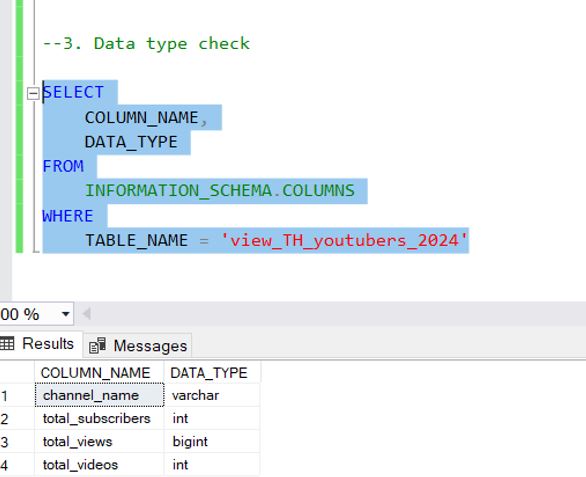 --3. Data type check
SELECT
COLUMN_NAME,
DATA_TYPE
FROM
INFORMATION_SCHEMA.COLUMNS
WHERE
TABLE_NAME = 'view_TH_youtubers_2024'
00 %
Results Messages
COLUMN_NAME DATA_TYPE
1 channel_name varchar
2 total_subscribers int
3 total_views bigint
4 total_videos int